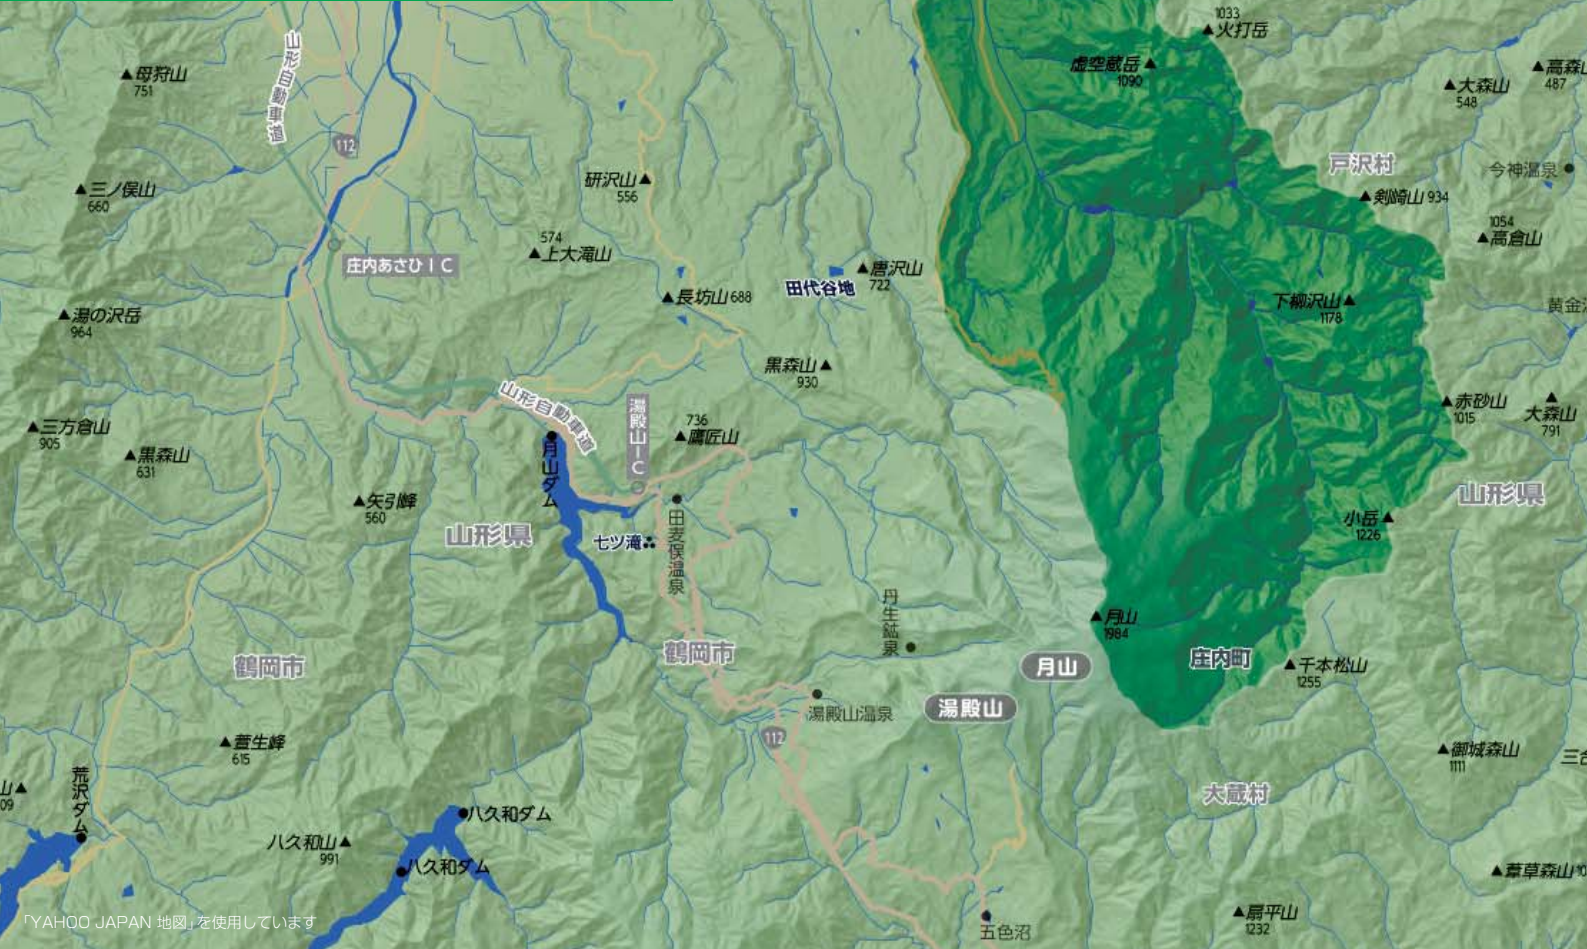 1033
火打岳
虚空蔵岳
1090
母狩山
751
山形自動車道
112
大森山
548
高森山
487
戸沢村
今神温泉
剣崎山 934
1054
高倉山
研沢山
556
三ノ俣山
660
574
上大滝山
庄内あさひIC
長坊山 688
田代谷地
唐沢山
722
下柳沢山
1178
湯の沢岳
964
黒森山
930
赤砂山
1015
大森山
791
山形自動車道
湯殿山IC
736
鷹匠山
三方倉山
905
黒森山
631
月山ダム
矢引峰
560
山形県
七ツ滝
田麦俣温泉
山形県
小岳
1226
丹生鉱泉
月山
1984
鶴岡市
鶴岡市
月山
庄内町
千本松山
1255
湯殿山
湯殿山温泉
112
萱生峰
615
御城森山
1111
大蔵村
荒沢ダム
八久和ダム
八久和山
991
八久和ダム
葦草森山
扇平山
1232
五色沼
「YAHOO JAPAN 地図」を使用しています